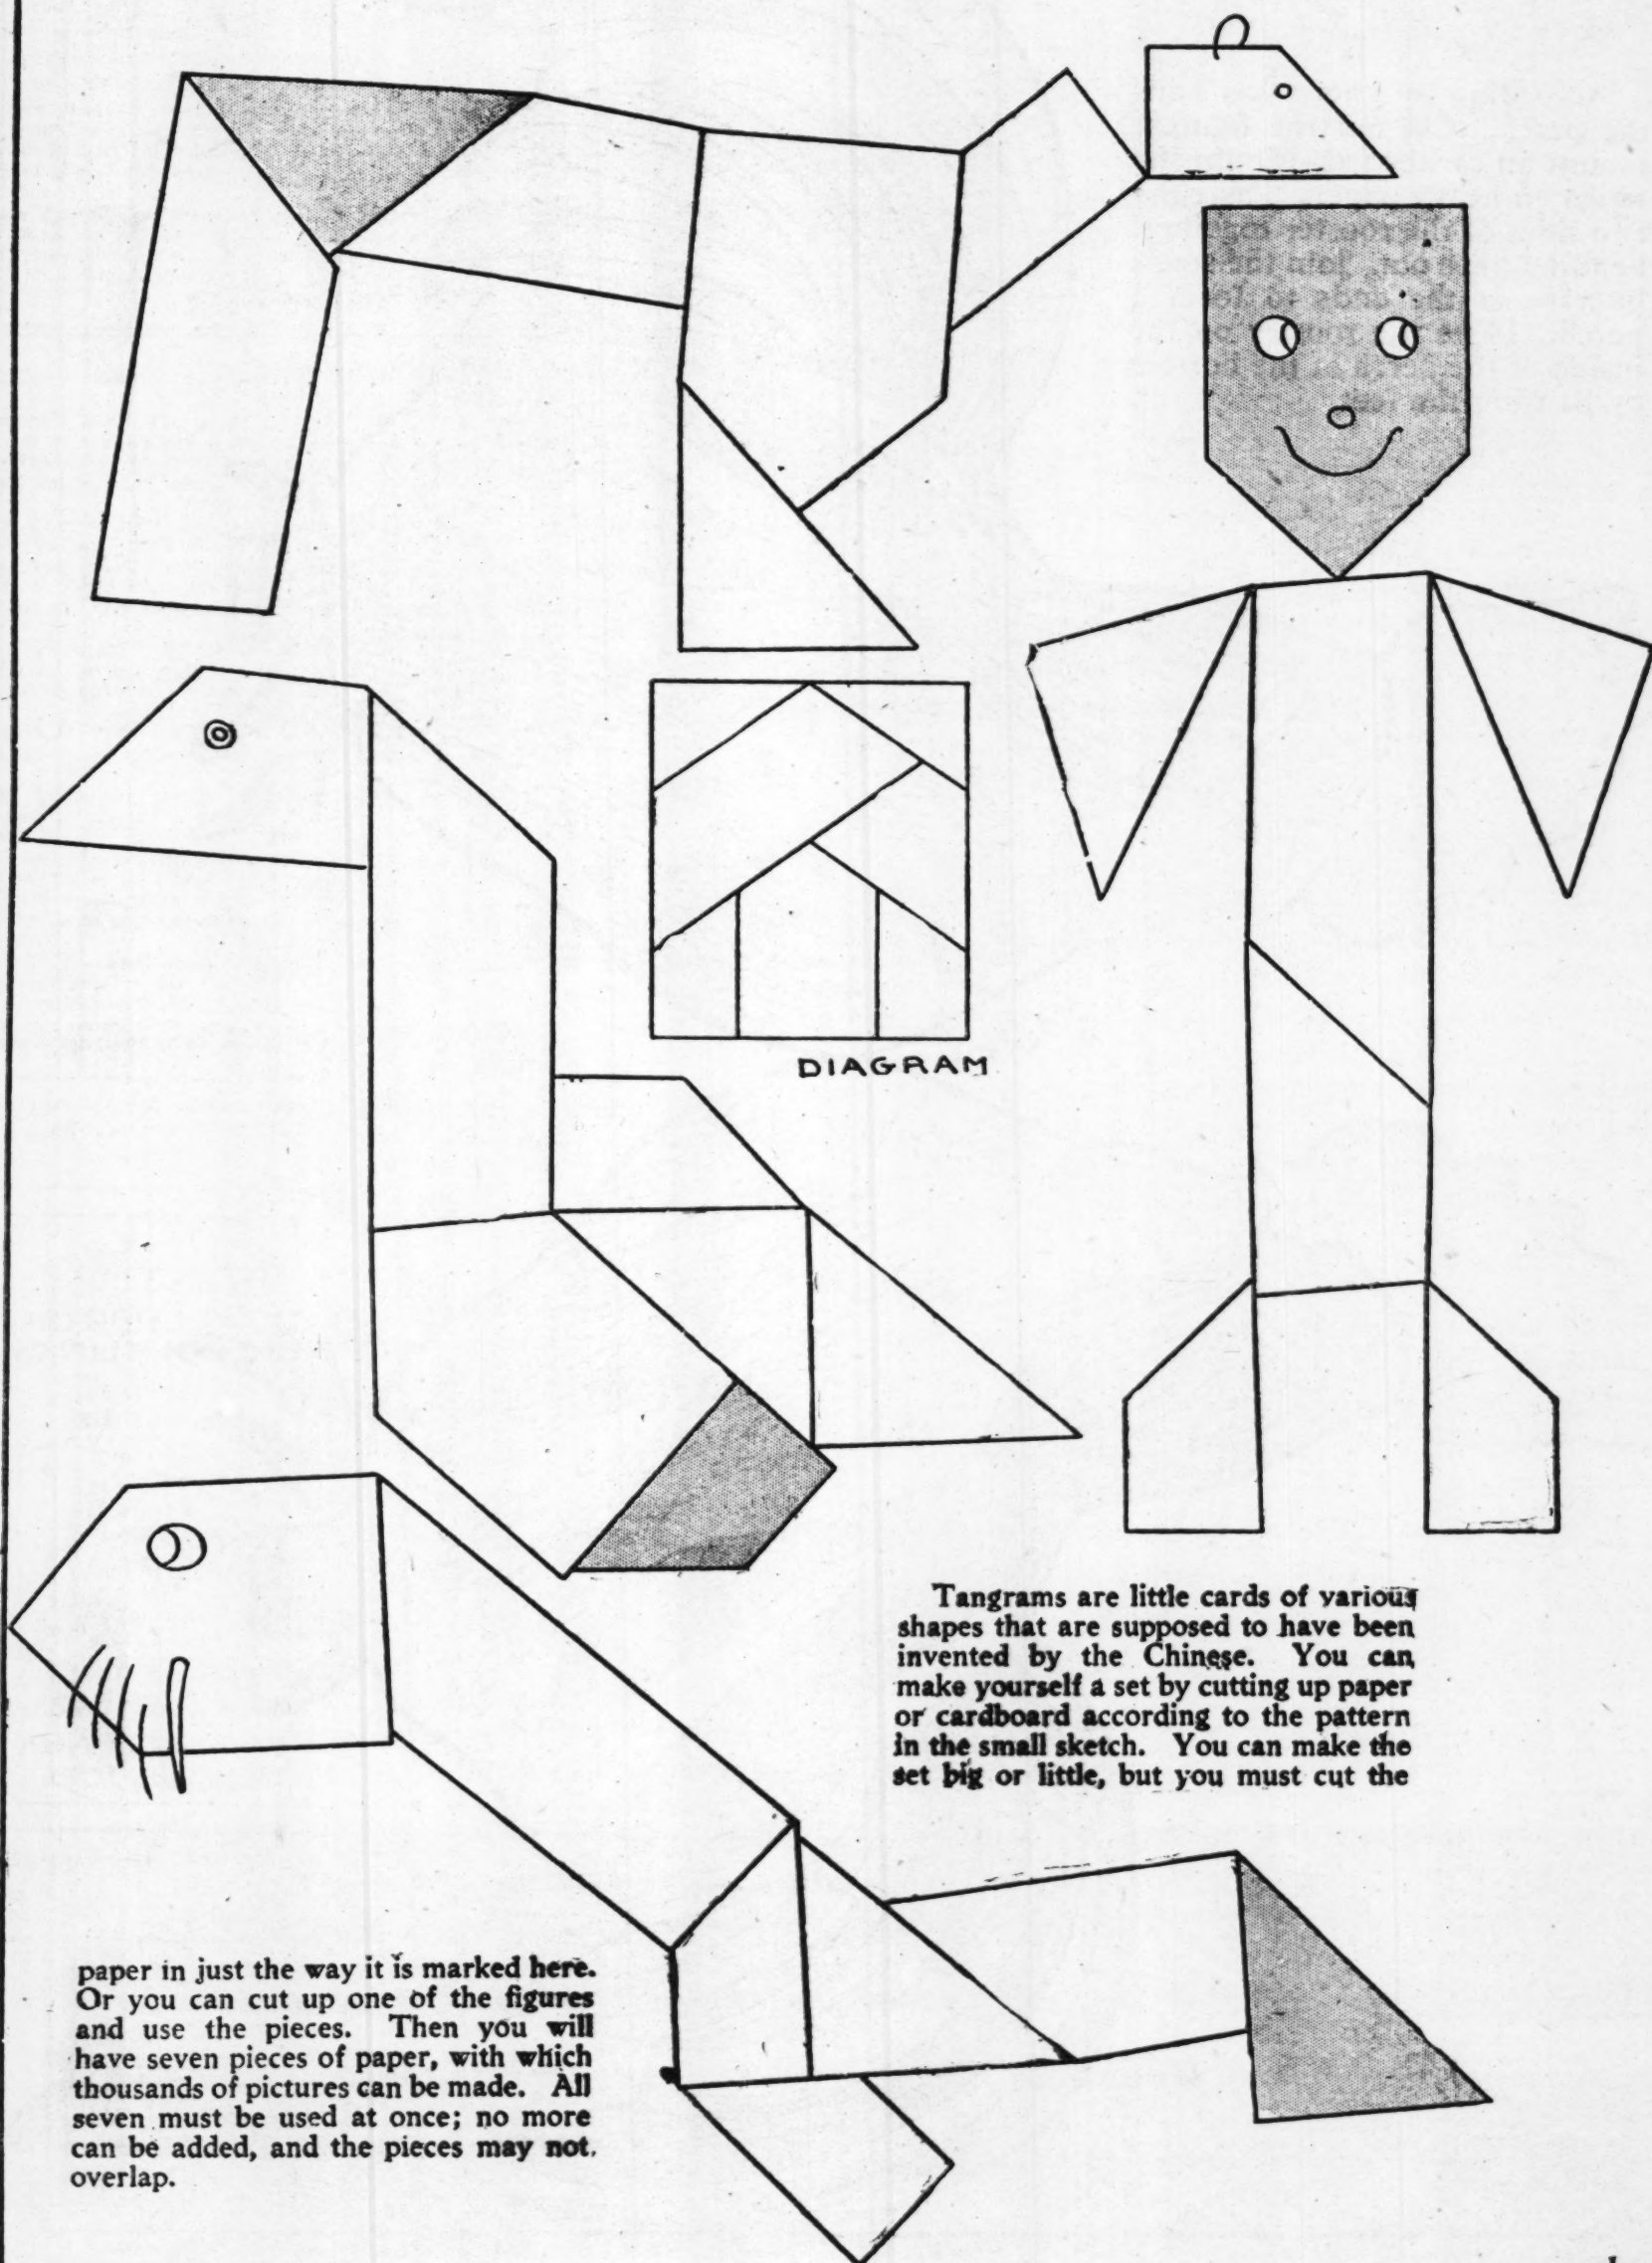 DIAGRAM
Tangrams are little cards of various
shapes that are supposed to have been
invented by the Chinese. You can
make yourself a set by cutting up paper
or cardboard according to the pattern
in the small sketch. You can make the
set big or little, but you must cut the
paper in just the way it is marked here.
Or you can cut up one of the figures
and use the pieces. Then you will
have seven pieces of paper, with which
thousands of pictures can be made. All
seven must be used at once; no more
can be added, and the pieces may not
overlap.